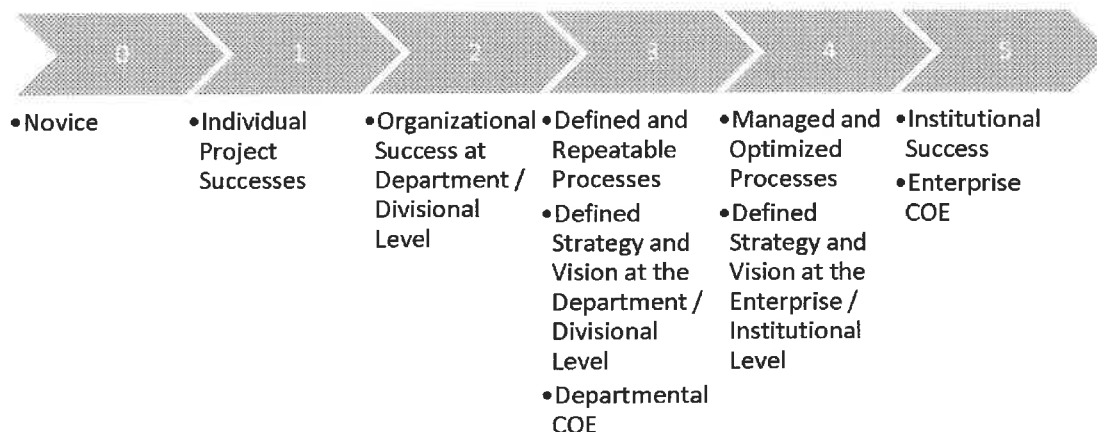 0 1 2 3 4 5
•Novice
•Individual
Project
Successes
•Organizational
Success at
Department /
Divisional
Level
•Defined and
Repeatable
Processes
•Defined
Strategy and
Vision at the
Department /
Divisional
Level
•Departmental
COE
•Managed and
Optimized
Processes
•Defined
Strategy and
Vision at the
Enterprise /
Institutional
Level
•Institutional
Success
•Enterprise
COE